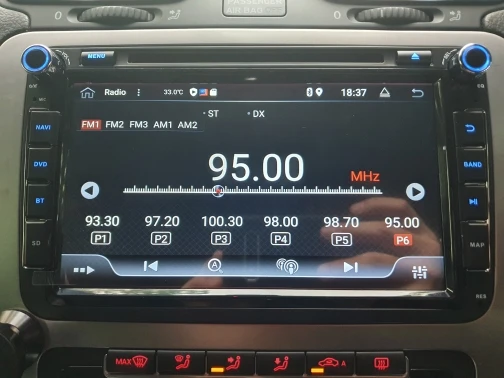 PASSENGER
AIR BAG
MENU
Radio 33.0°C 18:37
ST DX
FM1 FM2 FM3 AM1 AM2
95.00 MHz
93.30 97.20 100.30 98.00 98.70 95.00
P1 P2 P3 P4 P5 P6
A
NAVI
DVD
BT
SD
BAND
MAP
RES
MAX A